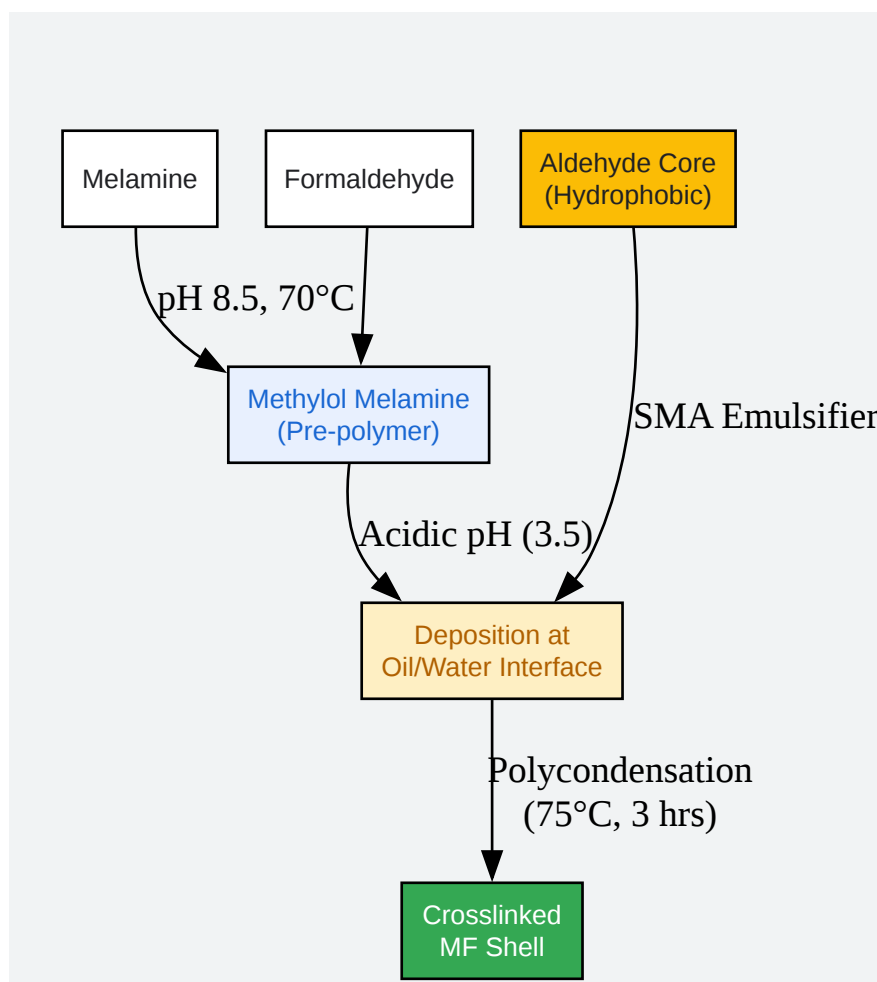 Melamine
Formaldehyde
Aldehyde Core
(Hydrophobic)
pH 8.5, 70°C
Methylol Melamine
(Pre-polymer)
SMA Emulsifier
Acidic pH (3.5)
Deposition at
Oil/Water Interface
Polycondensation
(75°C, 3 hrs)
Crosslinked
MF Shell